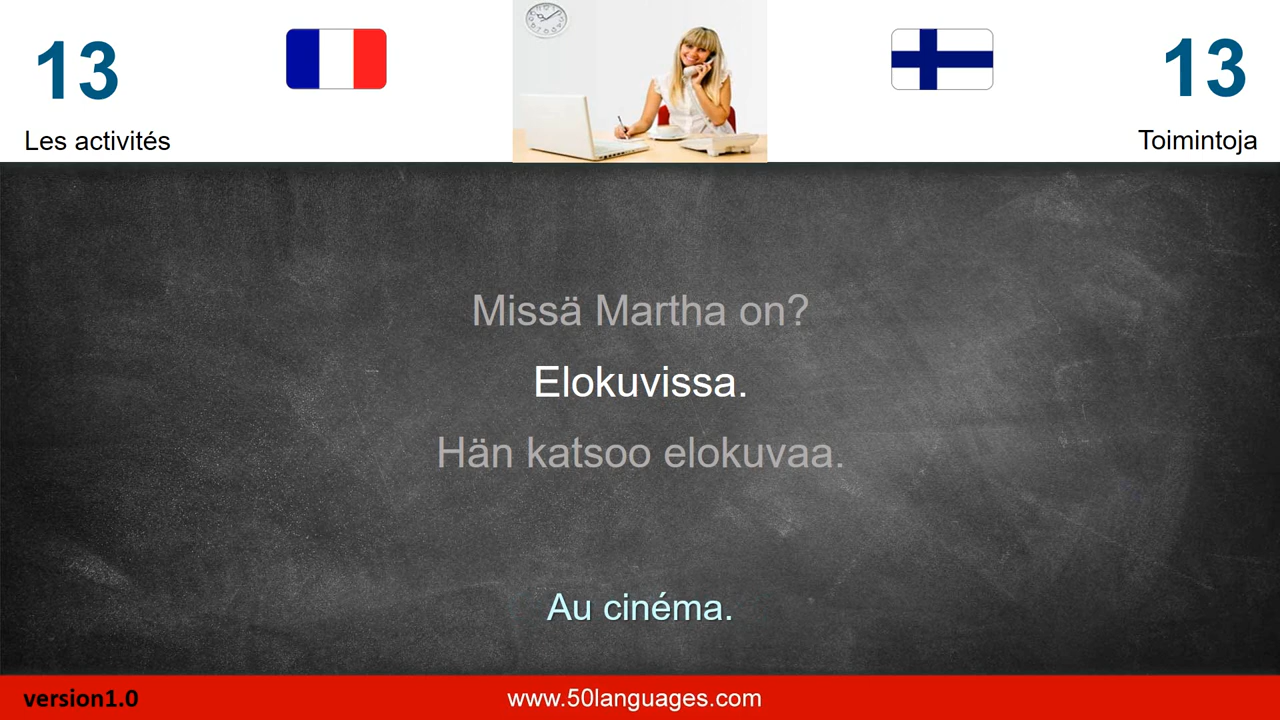 13
13
Les activités
Toimintoja
Missä Martha on?
Elokuvissa.
Hän katsoo elokuvaa.
Au cinéma.
version1.0
www.50languages.com